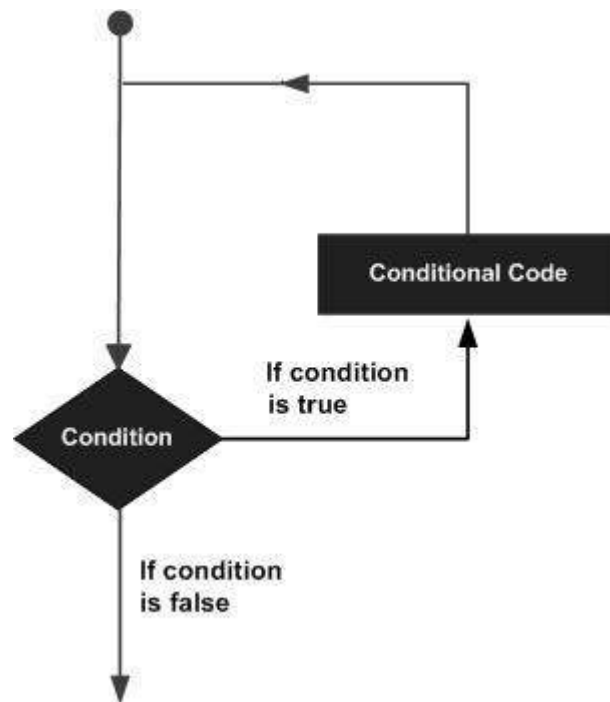 Conditional Code
If condition
is true
Condition
If condition
is false